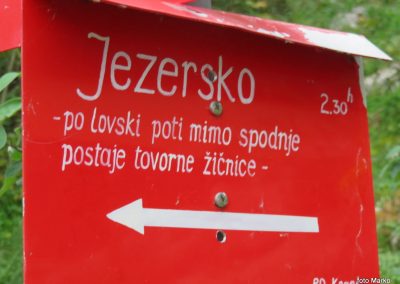 Jezersko 2.30h
-po lovski poti mimo spodnje
postaje tovorne žičnice-
foto Marko